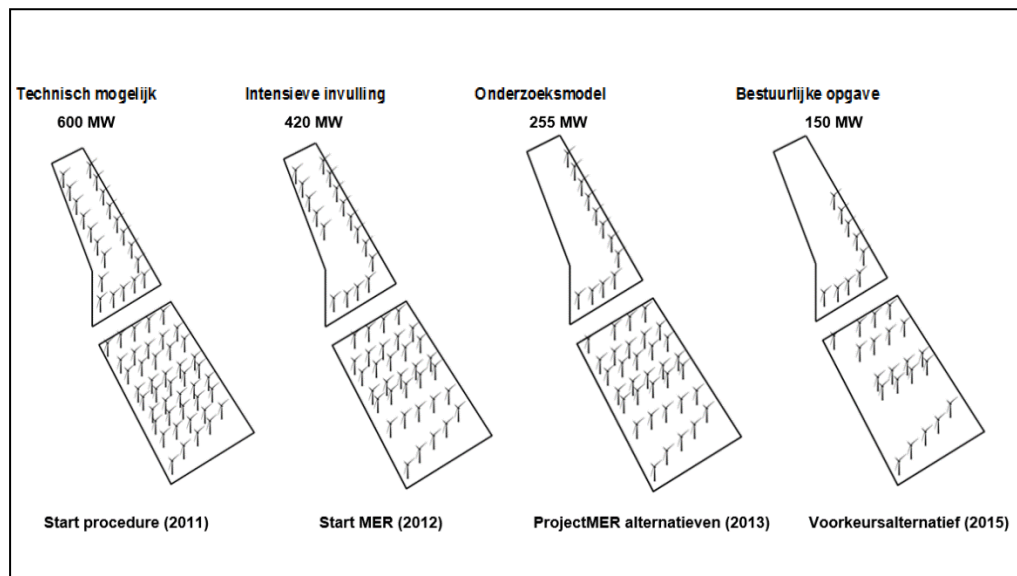 Technisch mogelijk
600 MW
Intensieve invulling
420 MW
Onderzoeksmodel
255 MW
Bestuurlijke opgave
150 MW
Start procedure (2011)
Start MER (2012)
ProjectMER alternatieven (2013)
Voorkeursalternatief (2015)